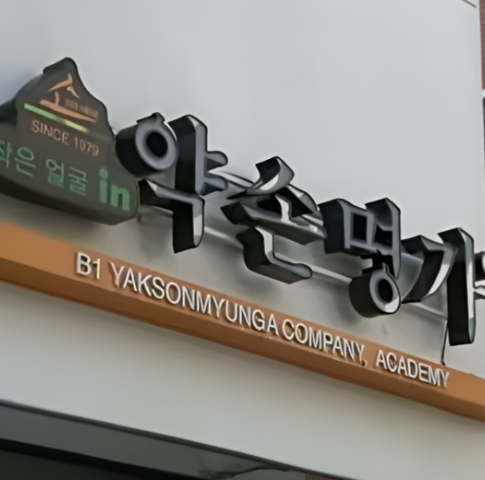 SINCE 1979
작은 얼굴 in
약손명가
B1 YAKSONMYUNGA COMPANY, ACADEMY